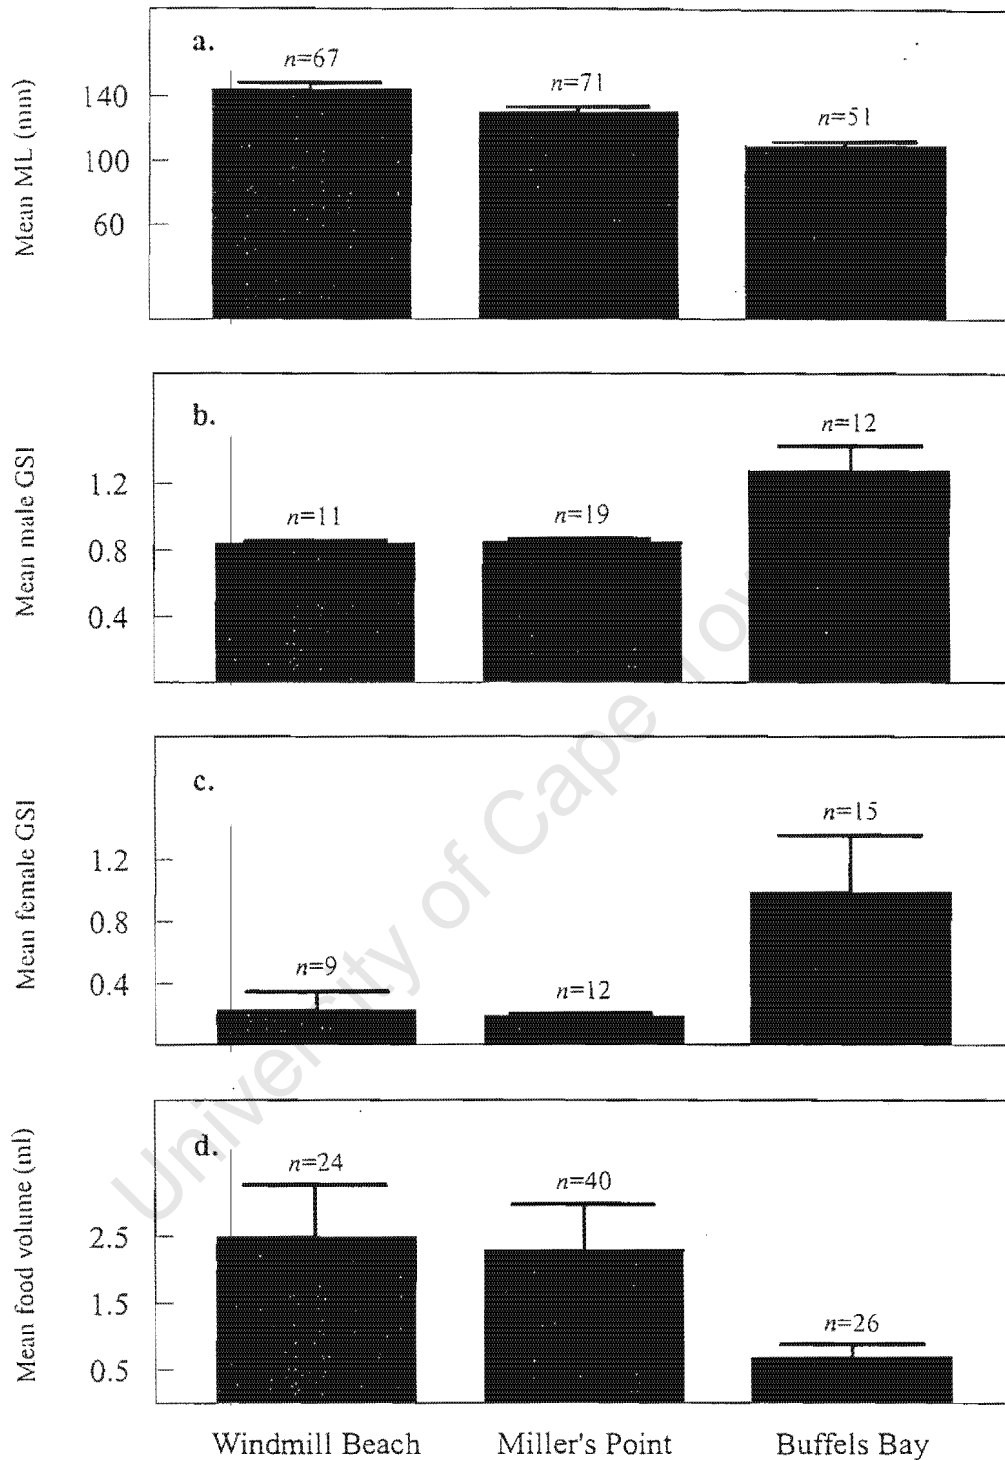 a.
n=67
n=71
n=51
140
100
60
Mean ML (mm)
b.
n=11
n=19
n=12
1.2
0.8
0.4
Mean male GSI
c.
n=9
n=12
n=15
1.2
0.8
0.4
Mean female GSI
d.
n=24
n=40
n=26
2.5
1.5
0.5
Mean food volume (ml)
Windmill Beach Miller's Point Buffels Bay
University of Cape Tow